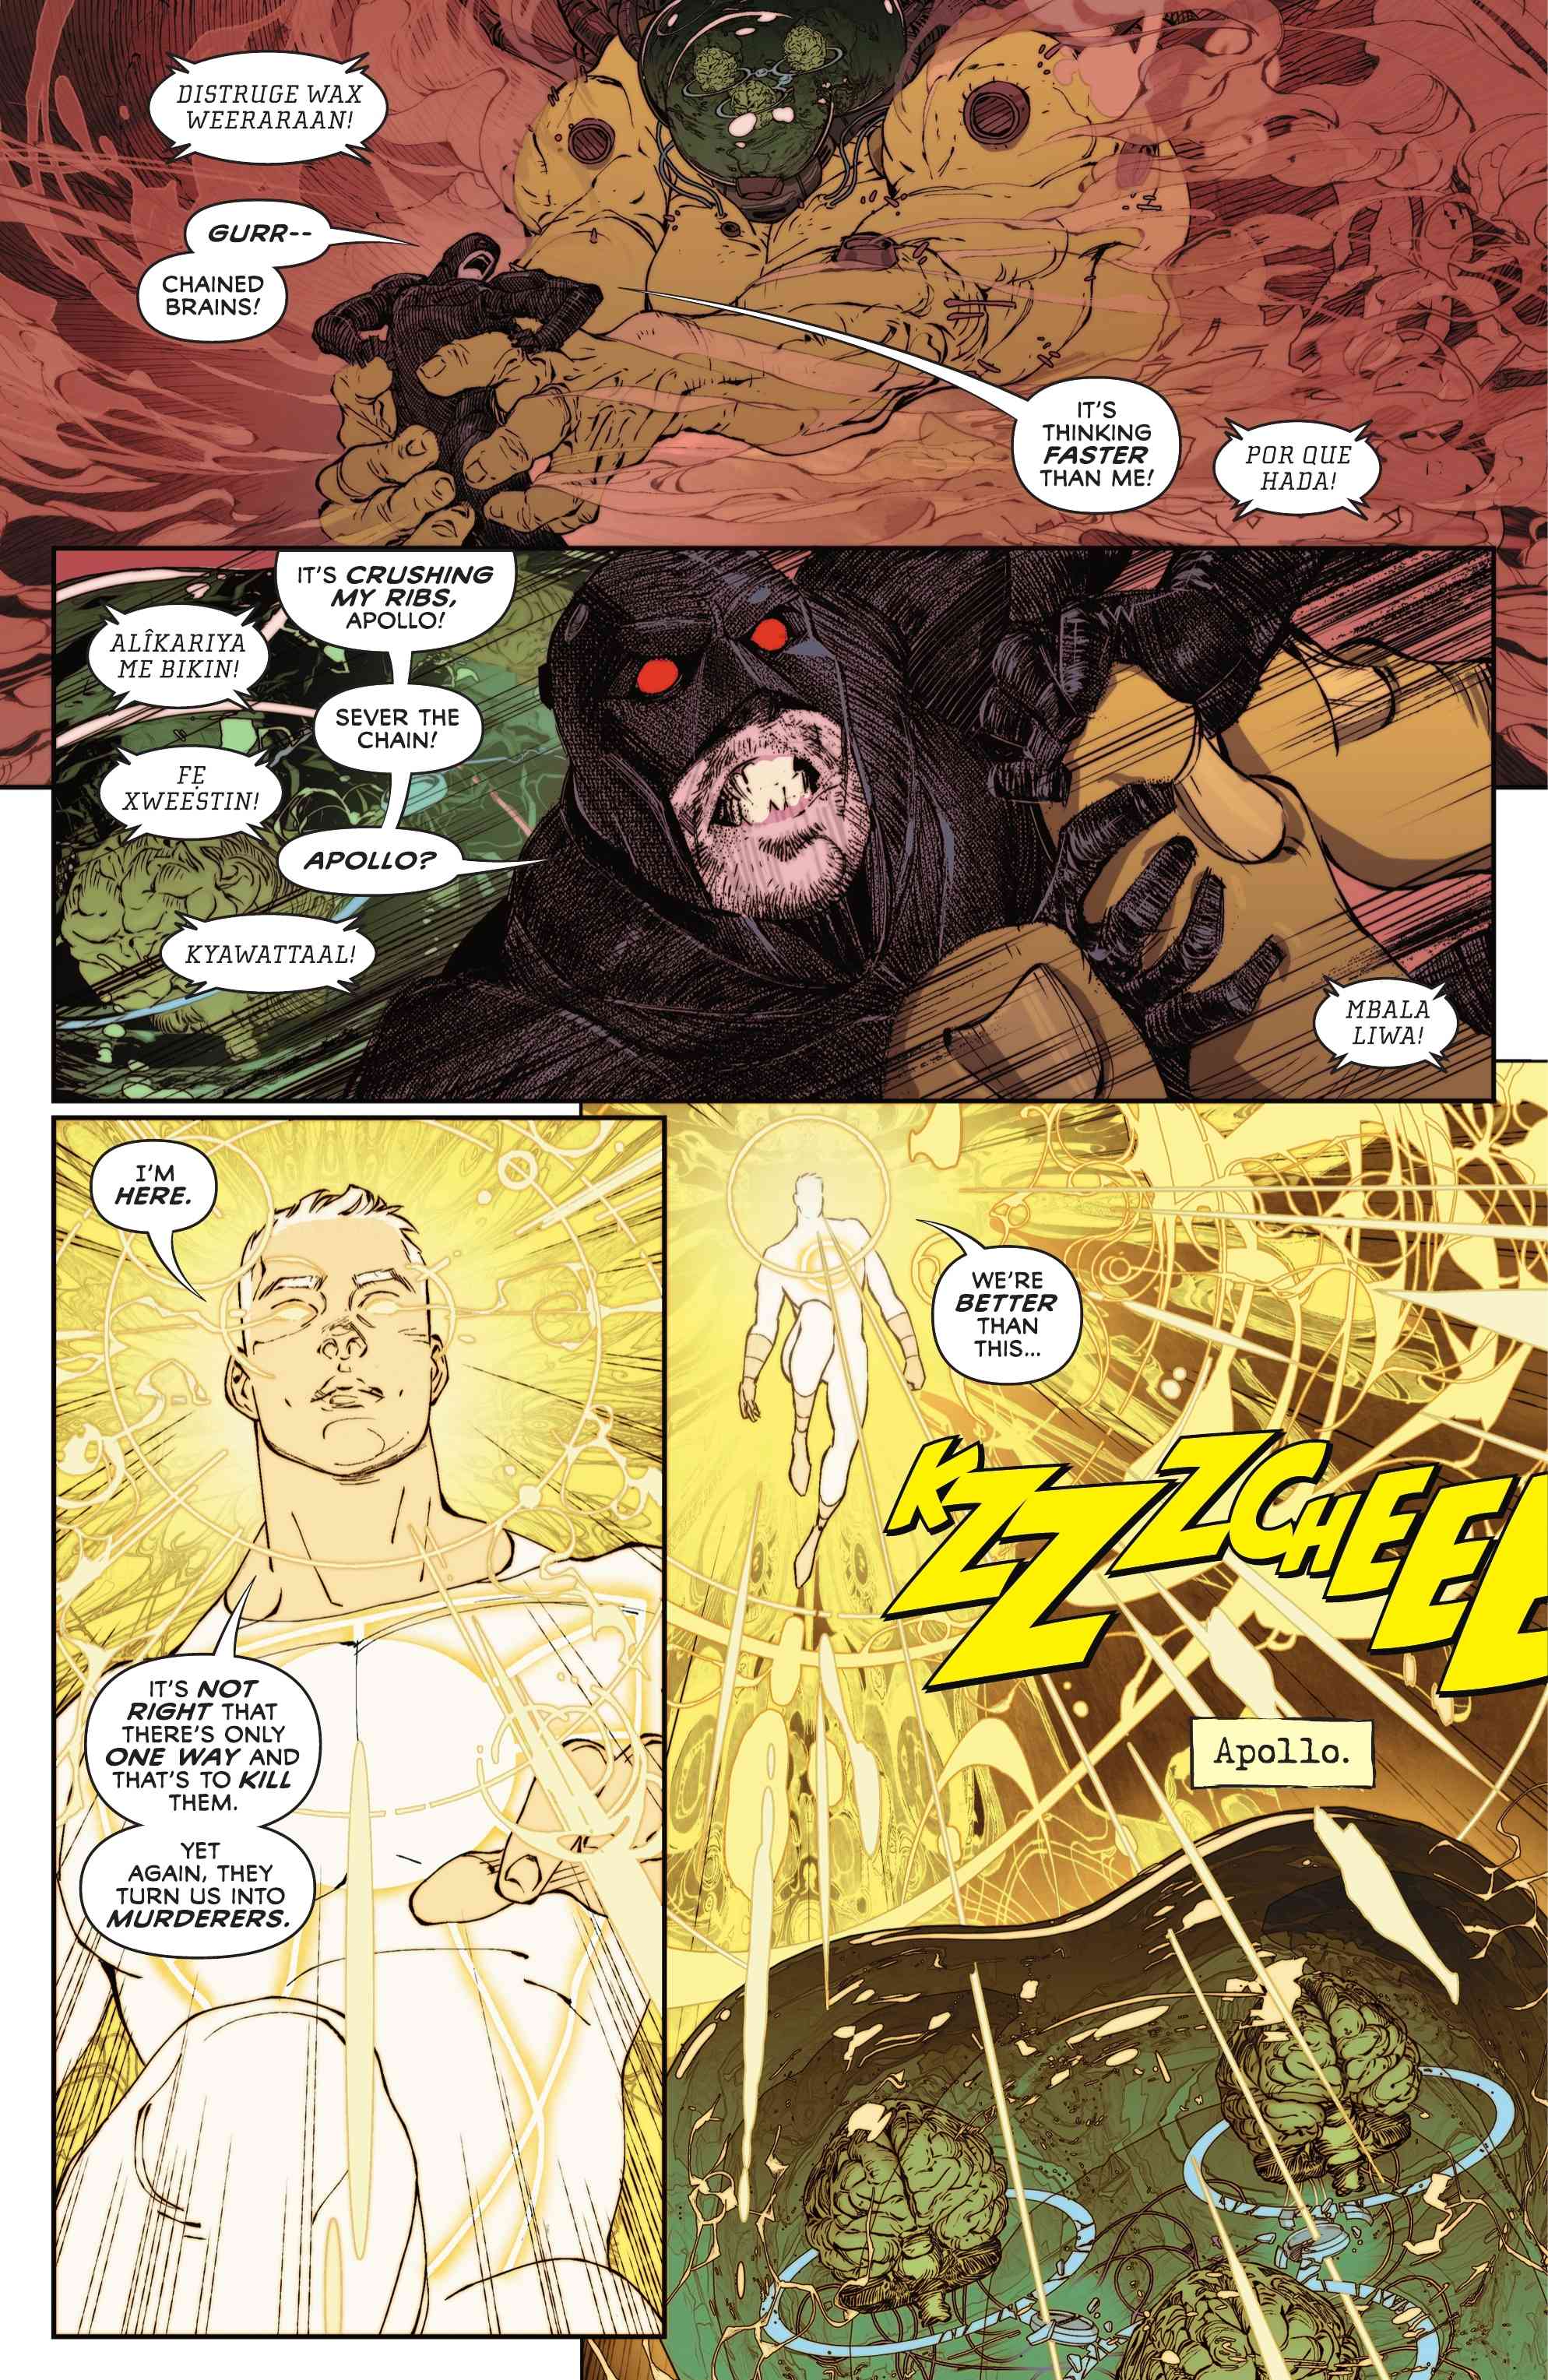 DISTRUGE WAX
WEERARAAN!
GURR--
CHAINED
BRAINS!
IT'S
THINKING
FASTER
THAN ME!
POR QUE
HADA!
IT'S CRUSHING
MY RIBS,
APOLLO!
ALÎKARIYA
ME BIKIN!
SEVER THE
CHAIN!
FẸ
XWEESTIN!
APOLLO?
KYAWATTAAL!
MBALA
LIWA!
I'M
HERE.
IT'S NOT
RIGHT THAT
THERE'S ONLY
ONE WAY AND
THAT'S TO KILL
THEM.
YET
AGAIN, THEY
TURN US INTO
MURDERERS.
WE'RE
BETTER
THAN
THIS...
KZZZZCHEEE
Apollo.